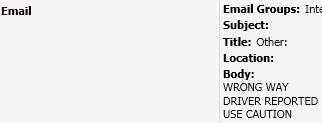 Email
Email Groups:
Subject:
Title: Other:
Location:
Body:
WRONG WAY
DRIVER REPORTED
USE CAUTION